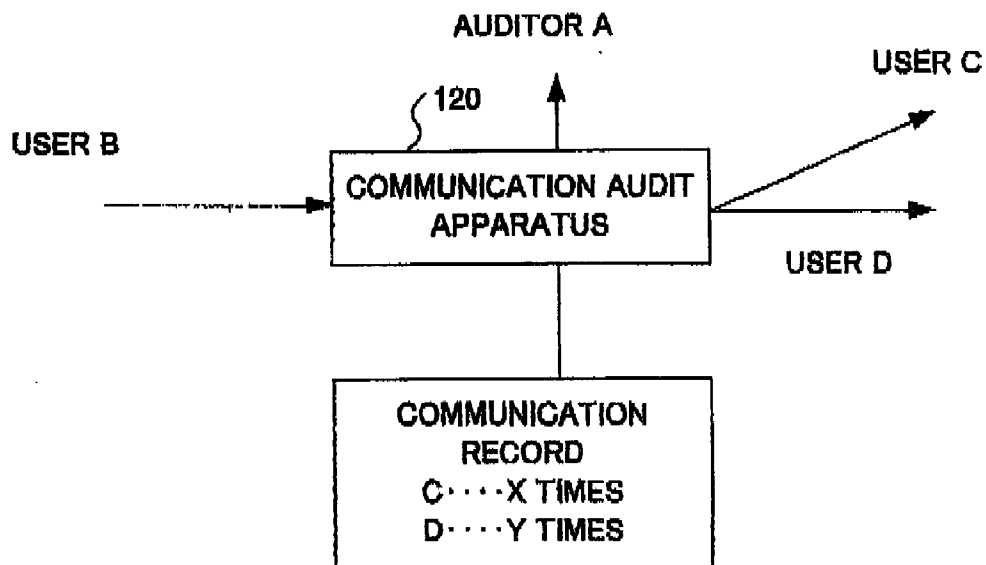 AUDITOR A
USER C
120
USER B
COMMUNICATION AUDIT
APPARATUS
USER D
COMMUNICATION
RECORD
C····X TIMES
D····Y TIMES